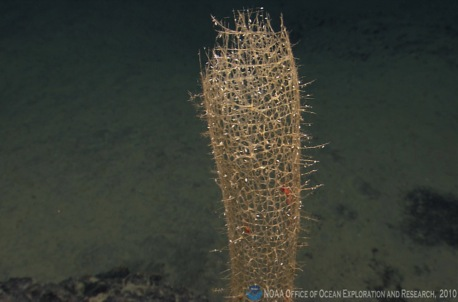 NOAA OFFICE OF OCEAN EXPLORATION AND RESEARCH, 2010